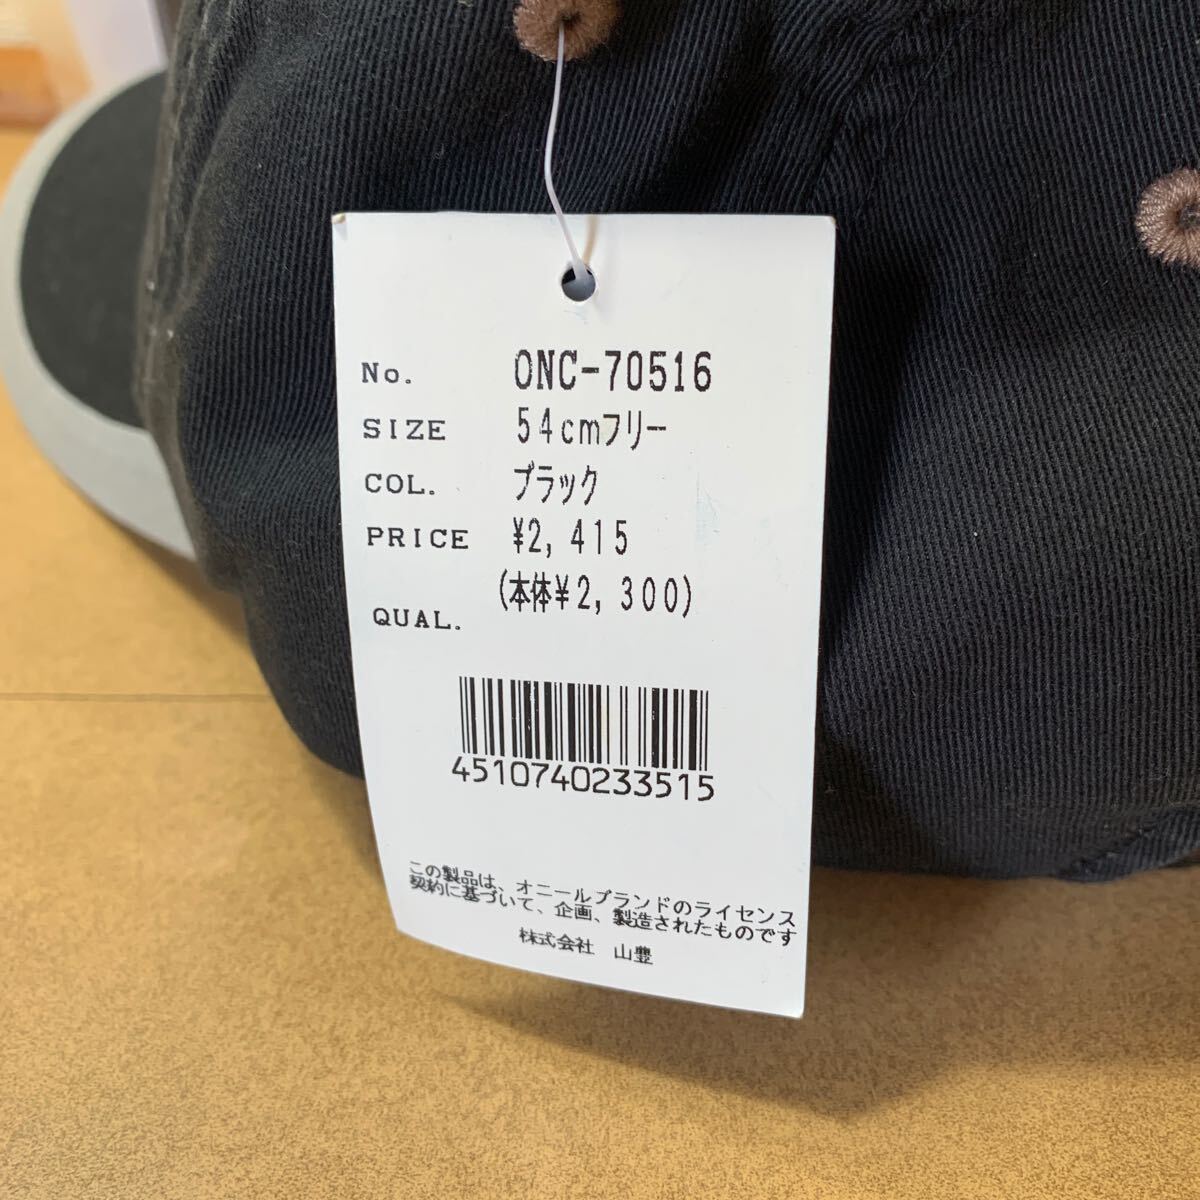 No. ONC-70516
SIZE 54cmフリー
COL. ブラック
PRICE ¥2,415
(本体¥2,300)
QUAL.
4510740233515
この製品は、オニールブランドのライセンス
契約に基づいて、企画、製造されたものです
株式会社 山豊